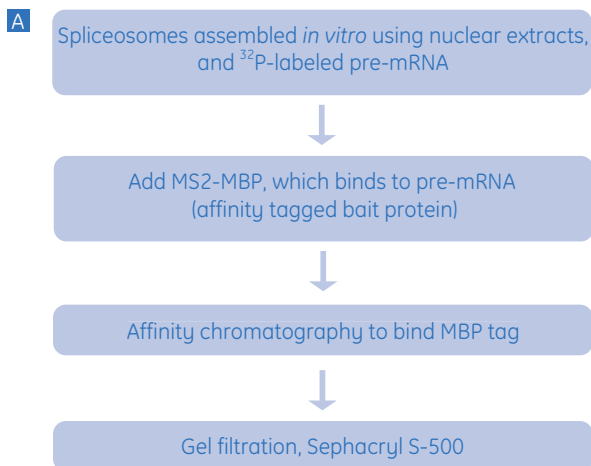 A
Spliceosomes assembled in vitro using nuclear extracts,
and ³²P-labeled pre-mRNA
Add MS2-MBP, which binds to pre-mRNA
(affinity tagged bait protein)
Affinity chromatography to bind MBP tag
Gel filtration, Sephacryl S-500